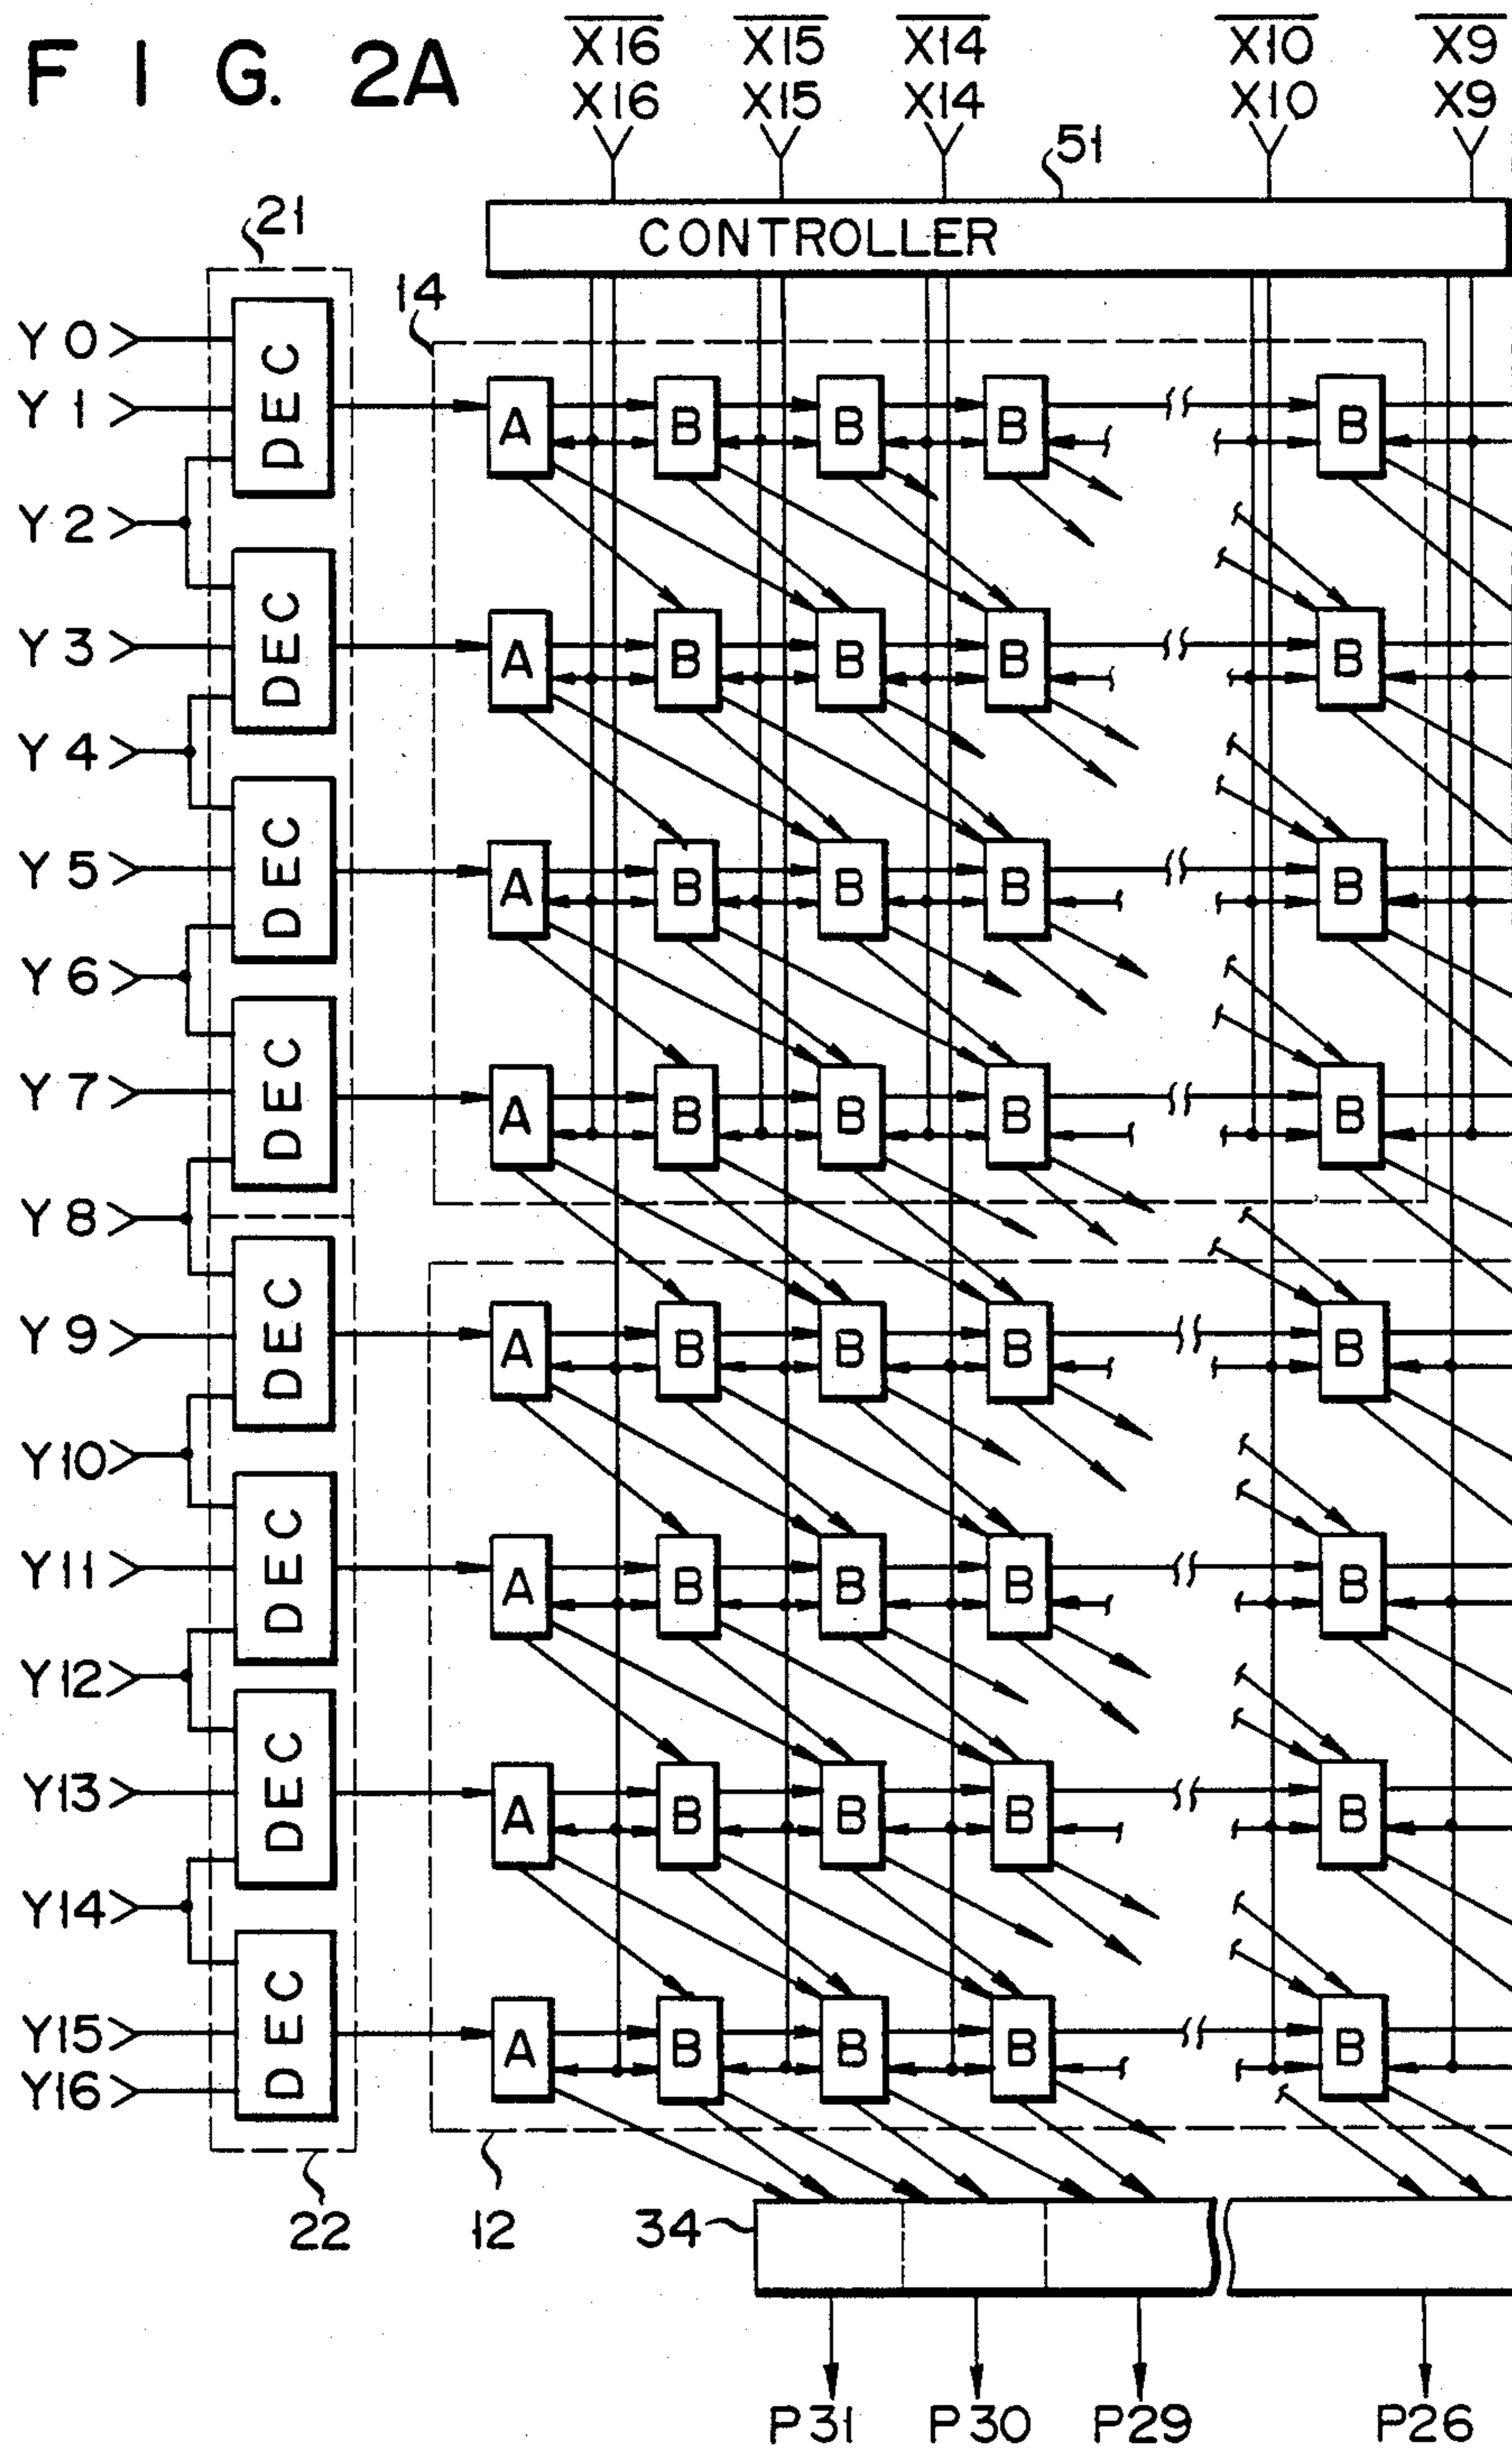 FIG. 2A
X16 X15 X14 X10 X9
X16 X15 X14 X10 X9
51
CONTROLLER
21
14
Y0
Y1
DEC
A B B B B
Y2
Y3
DEC
A B B B B
Y4
Y5
DEC
A B B B B
Y6
Y7
DEC
A B B B B
Y8
Y9
DEC
A B B B B
Y10
Y11
DEC
A B B B B
Y12
Y13
DEC
A B B B B
Y14
Y15
DEC
A B B B B
Y16
22
12
34
P31 P30 P29 P26